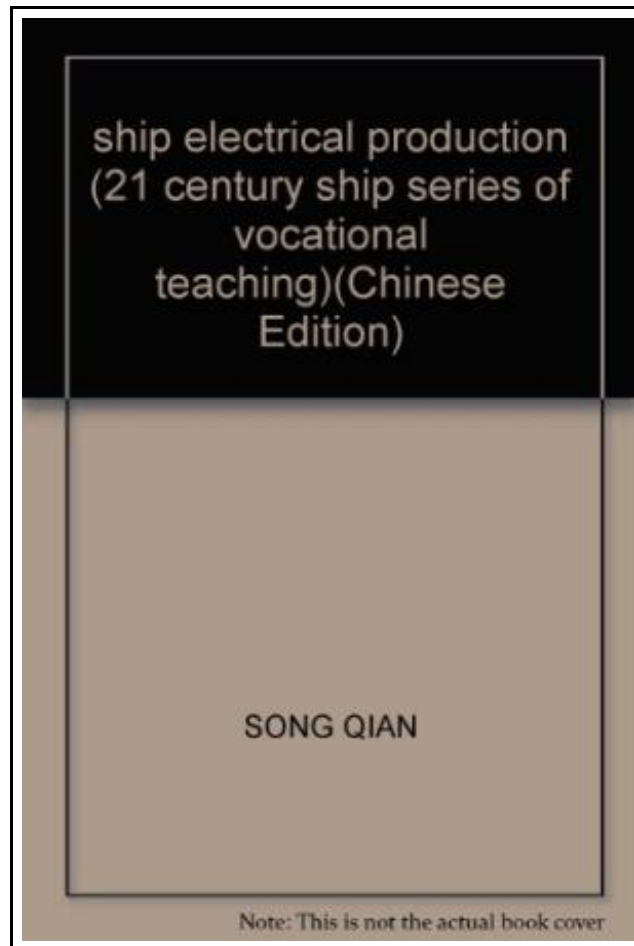 ship electrical production
(21 century ship series of
vocational
teaching)(Chinese
Edition)
SONG QIAN
Note: This is not the actual book cover